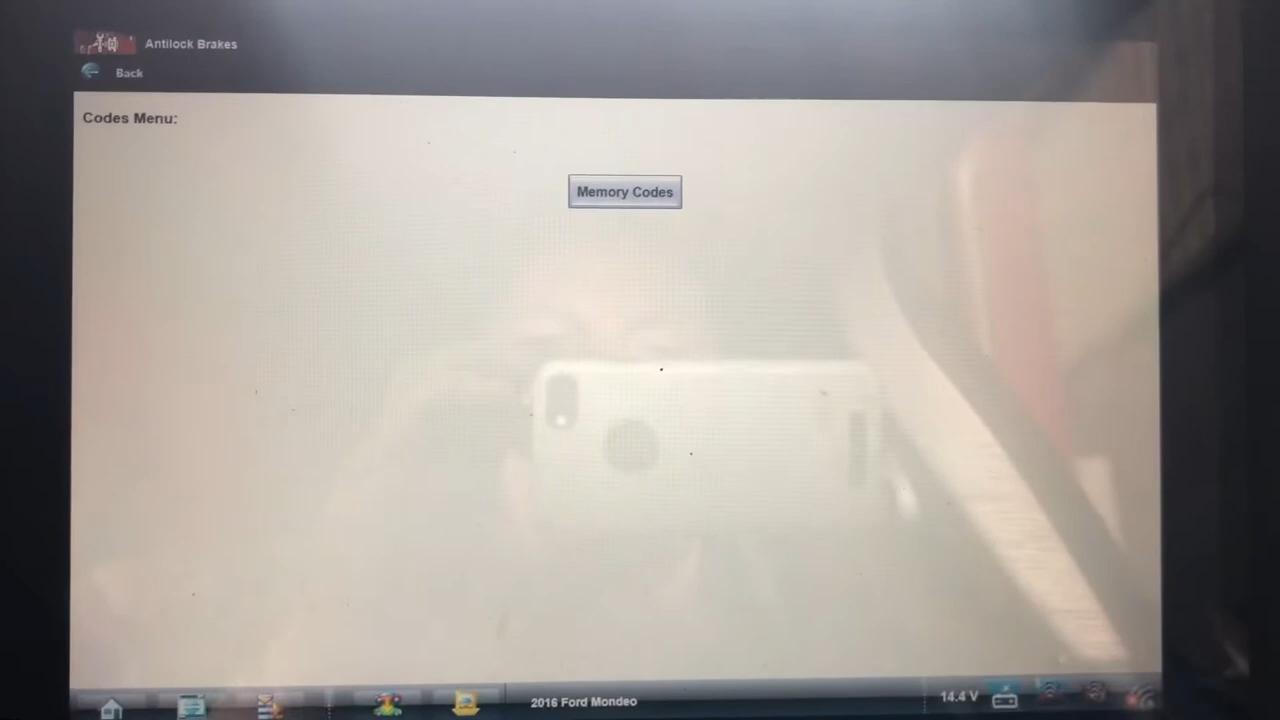 Antilock Brakes
Back
Codes Menu:
Memory Codes
2016 Ford Mondeo
14.4 V